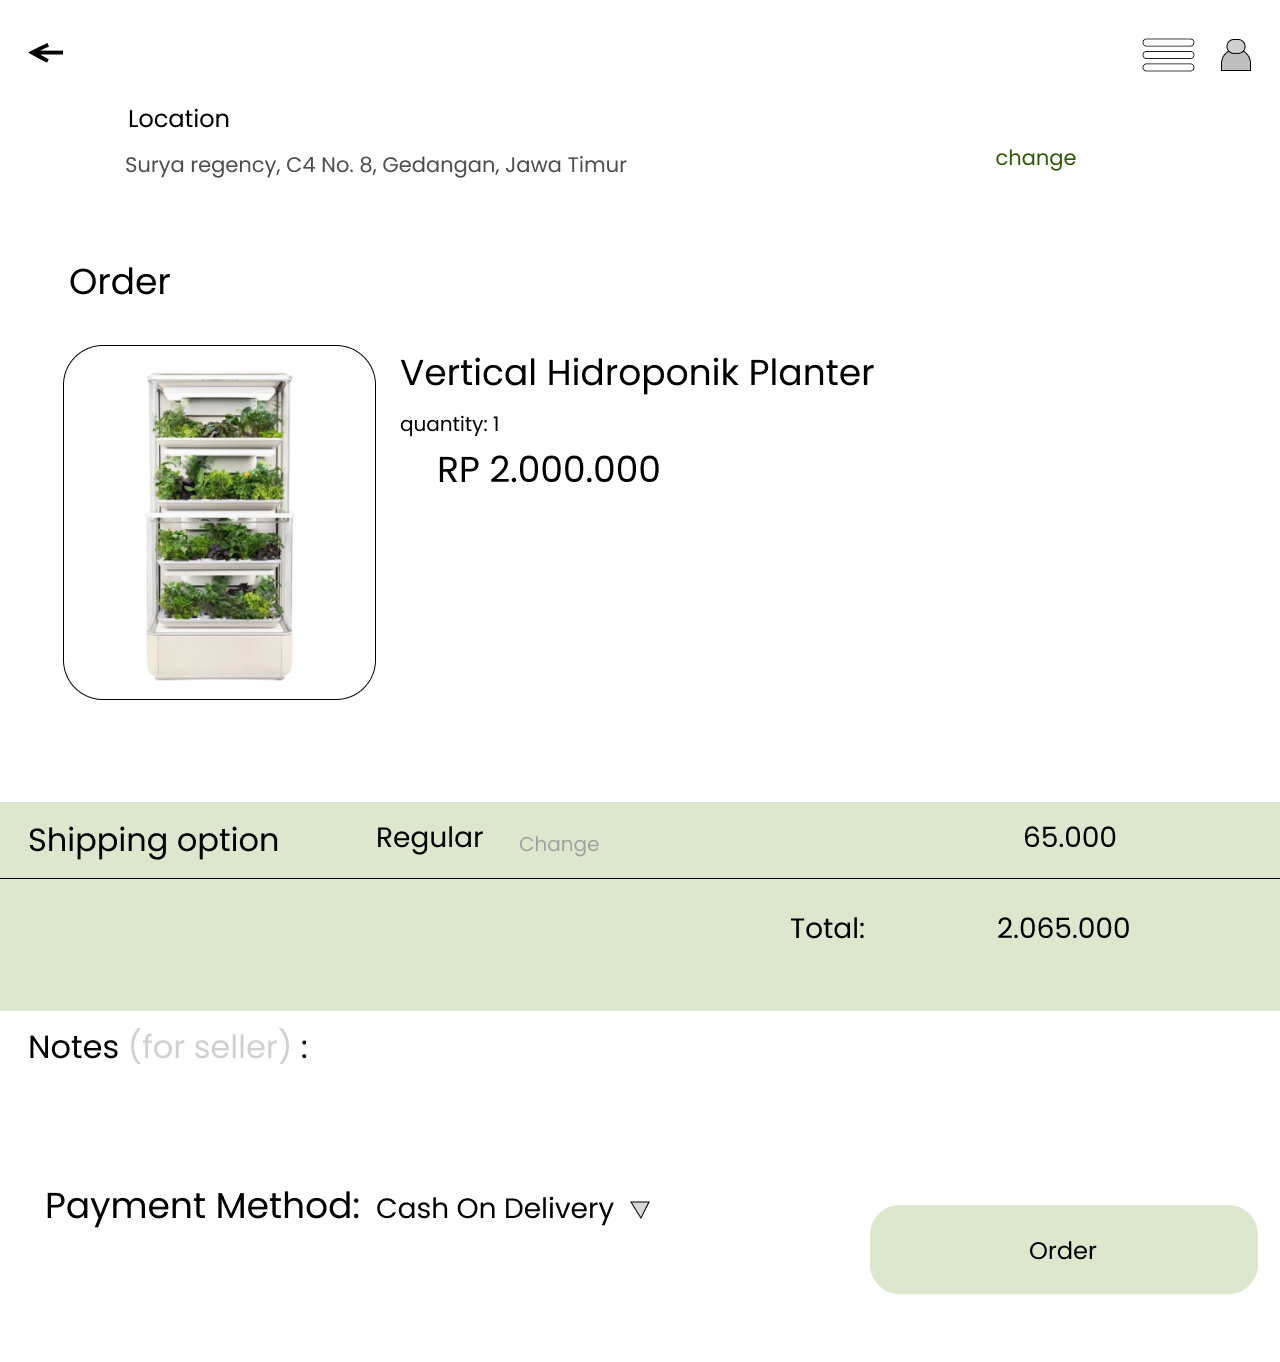 Location
Surya regency, C4 No. 8, Gedangan, Jawa Timur
change
Order
Vertical Hidroponik Planter
quantity: 1
RP 2.000.000
Shipping option Regular Change 65.000
Total: 2.065.000
Notes (for seller) :
Payment Method: Cash On Delivery
Order